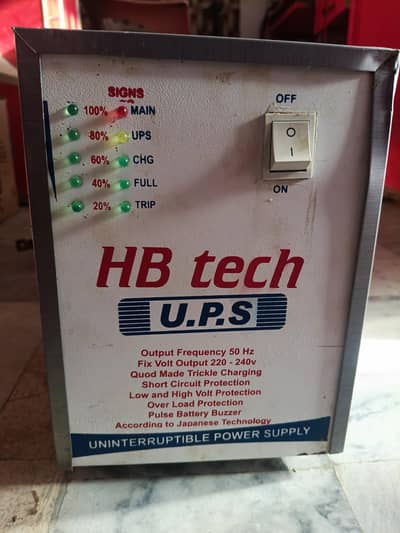 SIGNS
100% MAIN
80% UPS
60% CHG
40% FULL
20% TRIP
OFF
O
I
ON
HB tech
U.P.S
Output Frequency 50 Hz
Fix Volt Output 220 - 240v
Quod Made Trickle Charging
Short Circuit Protection
Low and High Volt Protection
Over Load Protection
Pulse Battery Buzzer
According to Japanese Technology
UNINTERRUPTIBLE POWER SUPPLY